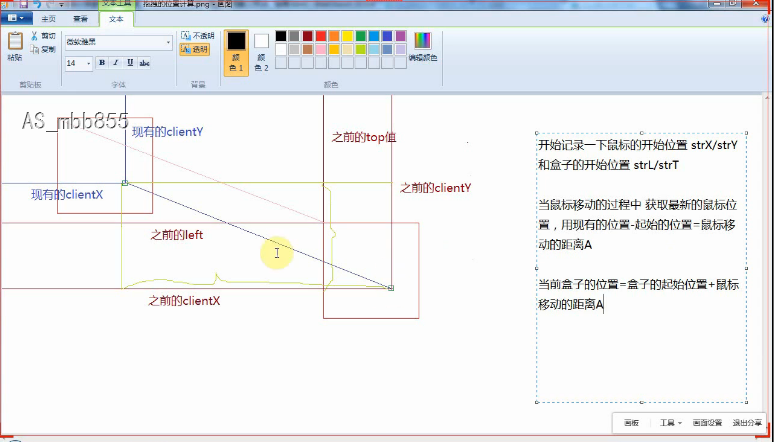 文本工具
拖拽的位置计算.png - 画图
主页
查看
文本
粘贴
剪切
复制
剪贴板
微软雅黑
14
B I U abc
字体
不透明
透明
背景
颜色 1
颜色 2
编辑颜色
颜色
AS_mbb855
现有的clientY
之前的top值
现有的clientX
之前的clientY
之前的left
之前的clientX
开始记录一下鼠标的开始位置 strX/strY
和盒子的开始位置 strL/strT
当鼠标移动的过程中 获取最新的鼠标位
置，用现有的位置-起始的位置=鼠标移
动的距离A
当前盒子的位置=盒子的起始位置+鼠标
移动的距离A
画板
工具
画面设置
退出分享